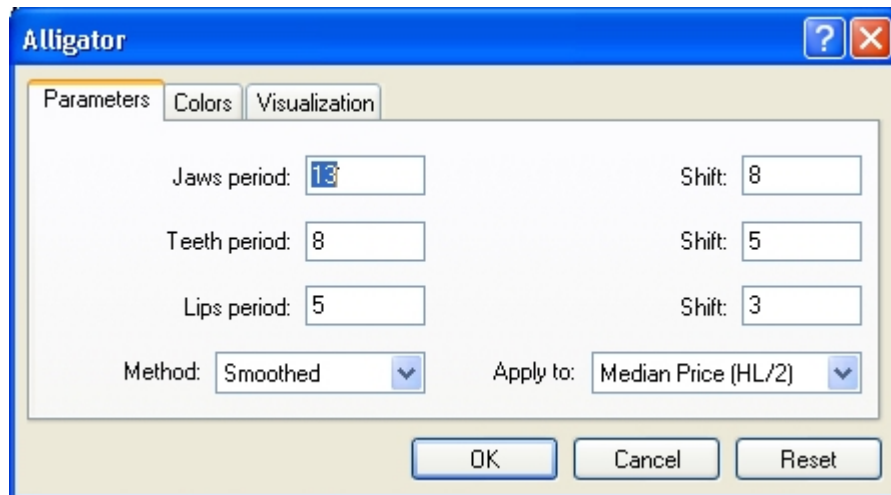 Alligator
Parameters Colors Visualization
Jaws period: 13 Shift: 8
Teeth period: 8 Shift: 5
Lips period: 5 Shift: 3
Method: Smoothed Apply to: Median Price (HL/2)
OK Cancel Reset